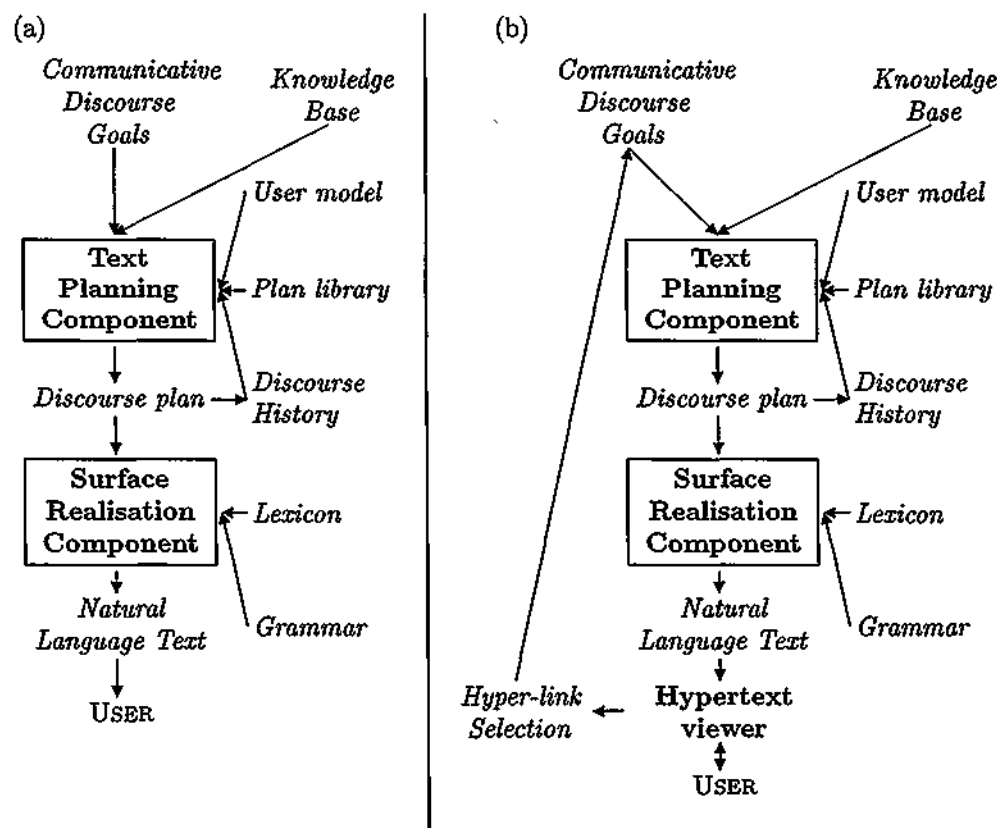 (a)
Communicative
Discourse
Goals
Knowledge
Base
User model
Text
Planning
Component
Plan library
Discourse plan
Discourse
History
Surface
Realisation
Component
Lexicon
Natural
Language Text
Grammar
USER
(b)
Communicative
Discourse
Goals
Knowledge
Base
User model
Text
Planning
Component
Plan library
Discourse plan
Discourse
History
Surface
Realisation
Component
Lexicon
Natural
Language Text
Grammar
Hyper-link
Selection
Hypertext
viewer
USER